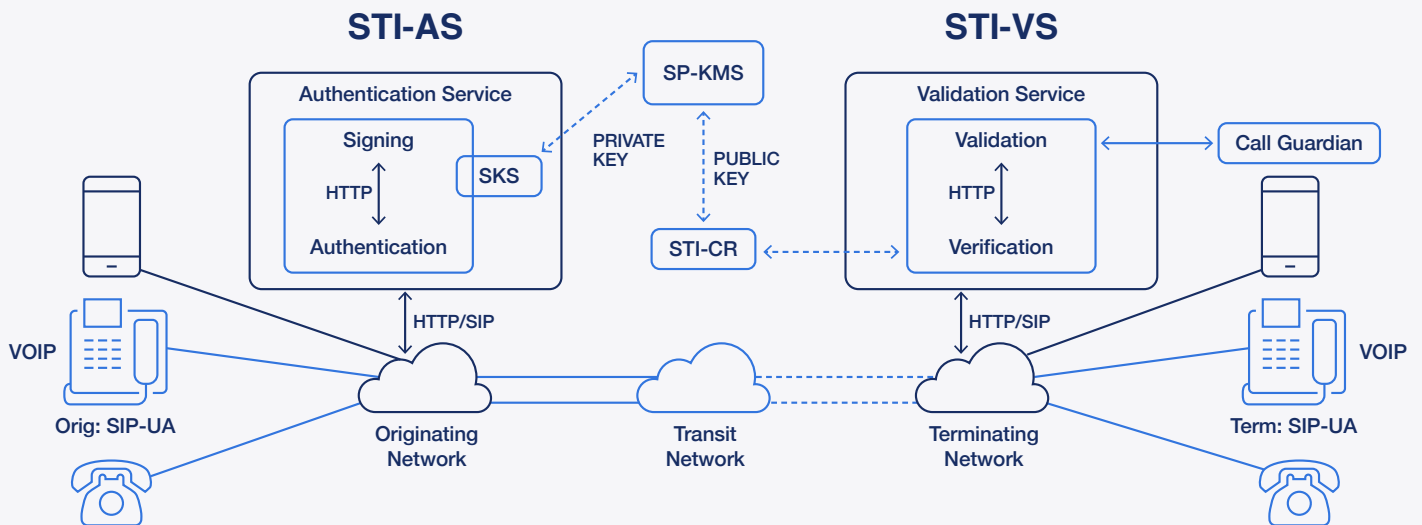 STI-AS
STI-VS
Authentication Service
Signing
HTTP
Authentication
SKS
SP-KMS
PRIVATE
KEY
PUBLIC
KEY
STI-CR
Validation Service
Validation
HTTP
Verification
Call Guardian
HTTP/SIP
HTTP/SIP
VOIP
VOIP
Orig: SIP-UA
Term: SIP-UA
Originating
Network
Transit
Network
Terminating
Network